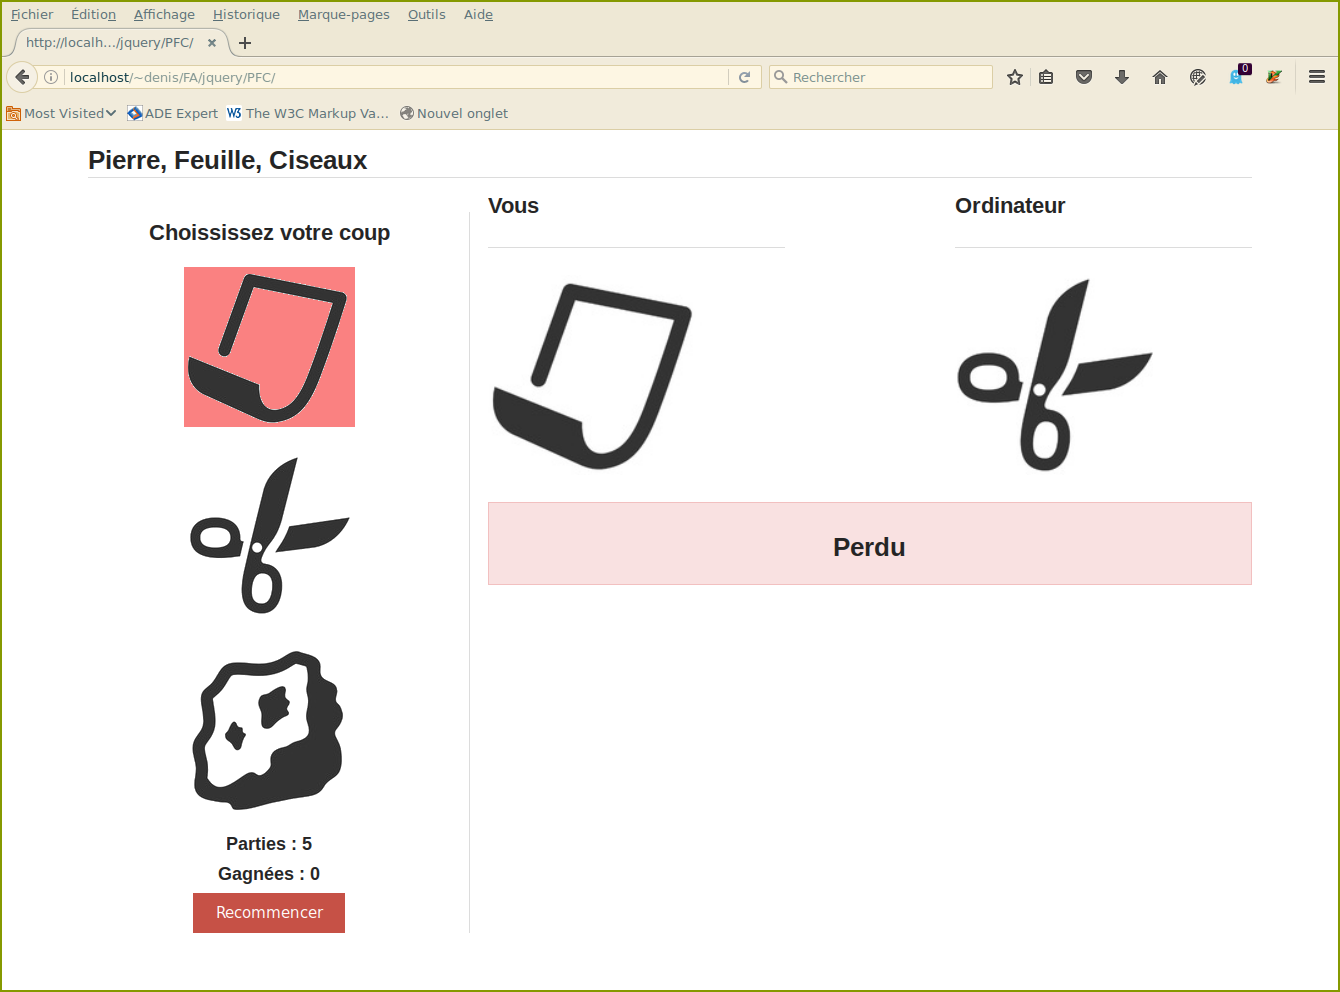 Fichier Édition Affichage Historique Marque-pages Outils Aide
http://localh…/jquery/PFC/
localhost/~denis/FA/jquery/PFC/ Rechercher 0
Most Visited ADE Expert W3 The W3C Markup Va… Nouvel onglet
Pierre, Feuille, Ciseaux
Choississez votre coup
Vous
Ordinateur
Perdu
Parties : 5
Gagnées : 0
Recommencer